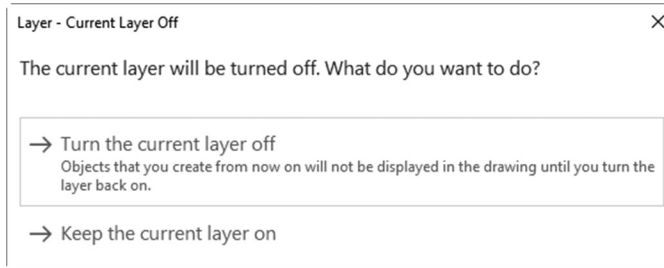 Layer - Current Layer Off
The current layer will be turned off. What do you want to do?
Turn the current layer off
Objects that you create from now on will not be displayed in the drawing until you turn the
layer back on.
Keep the current layer on